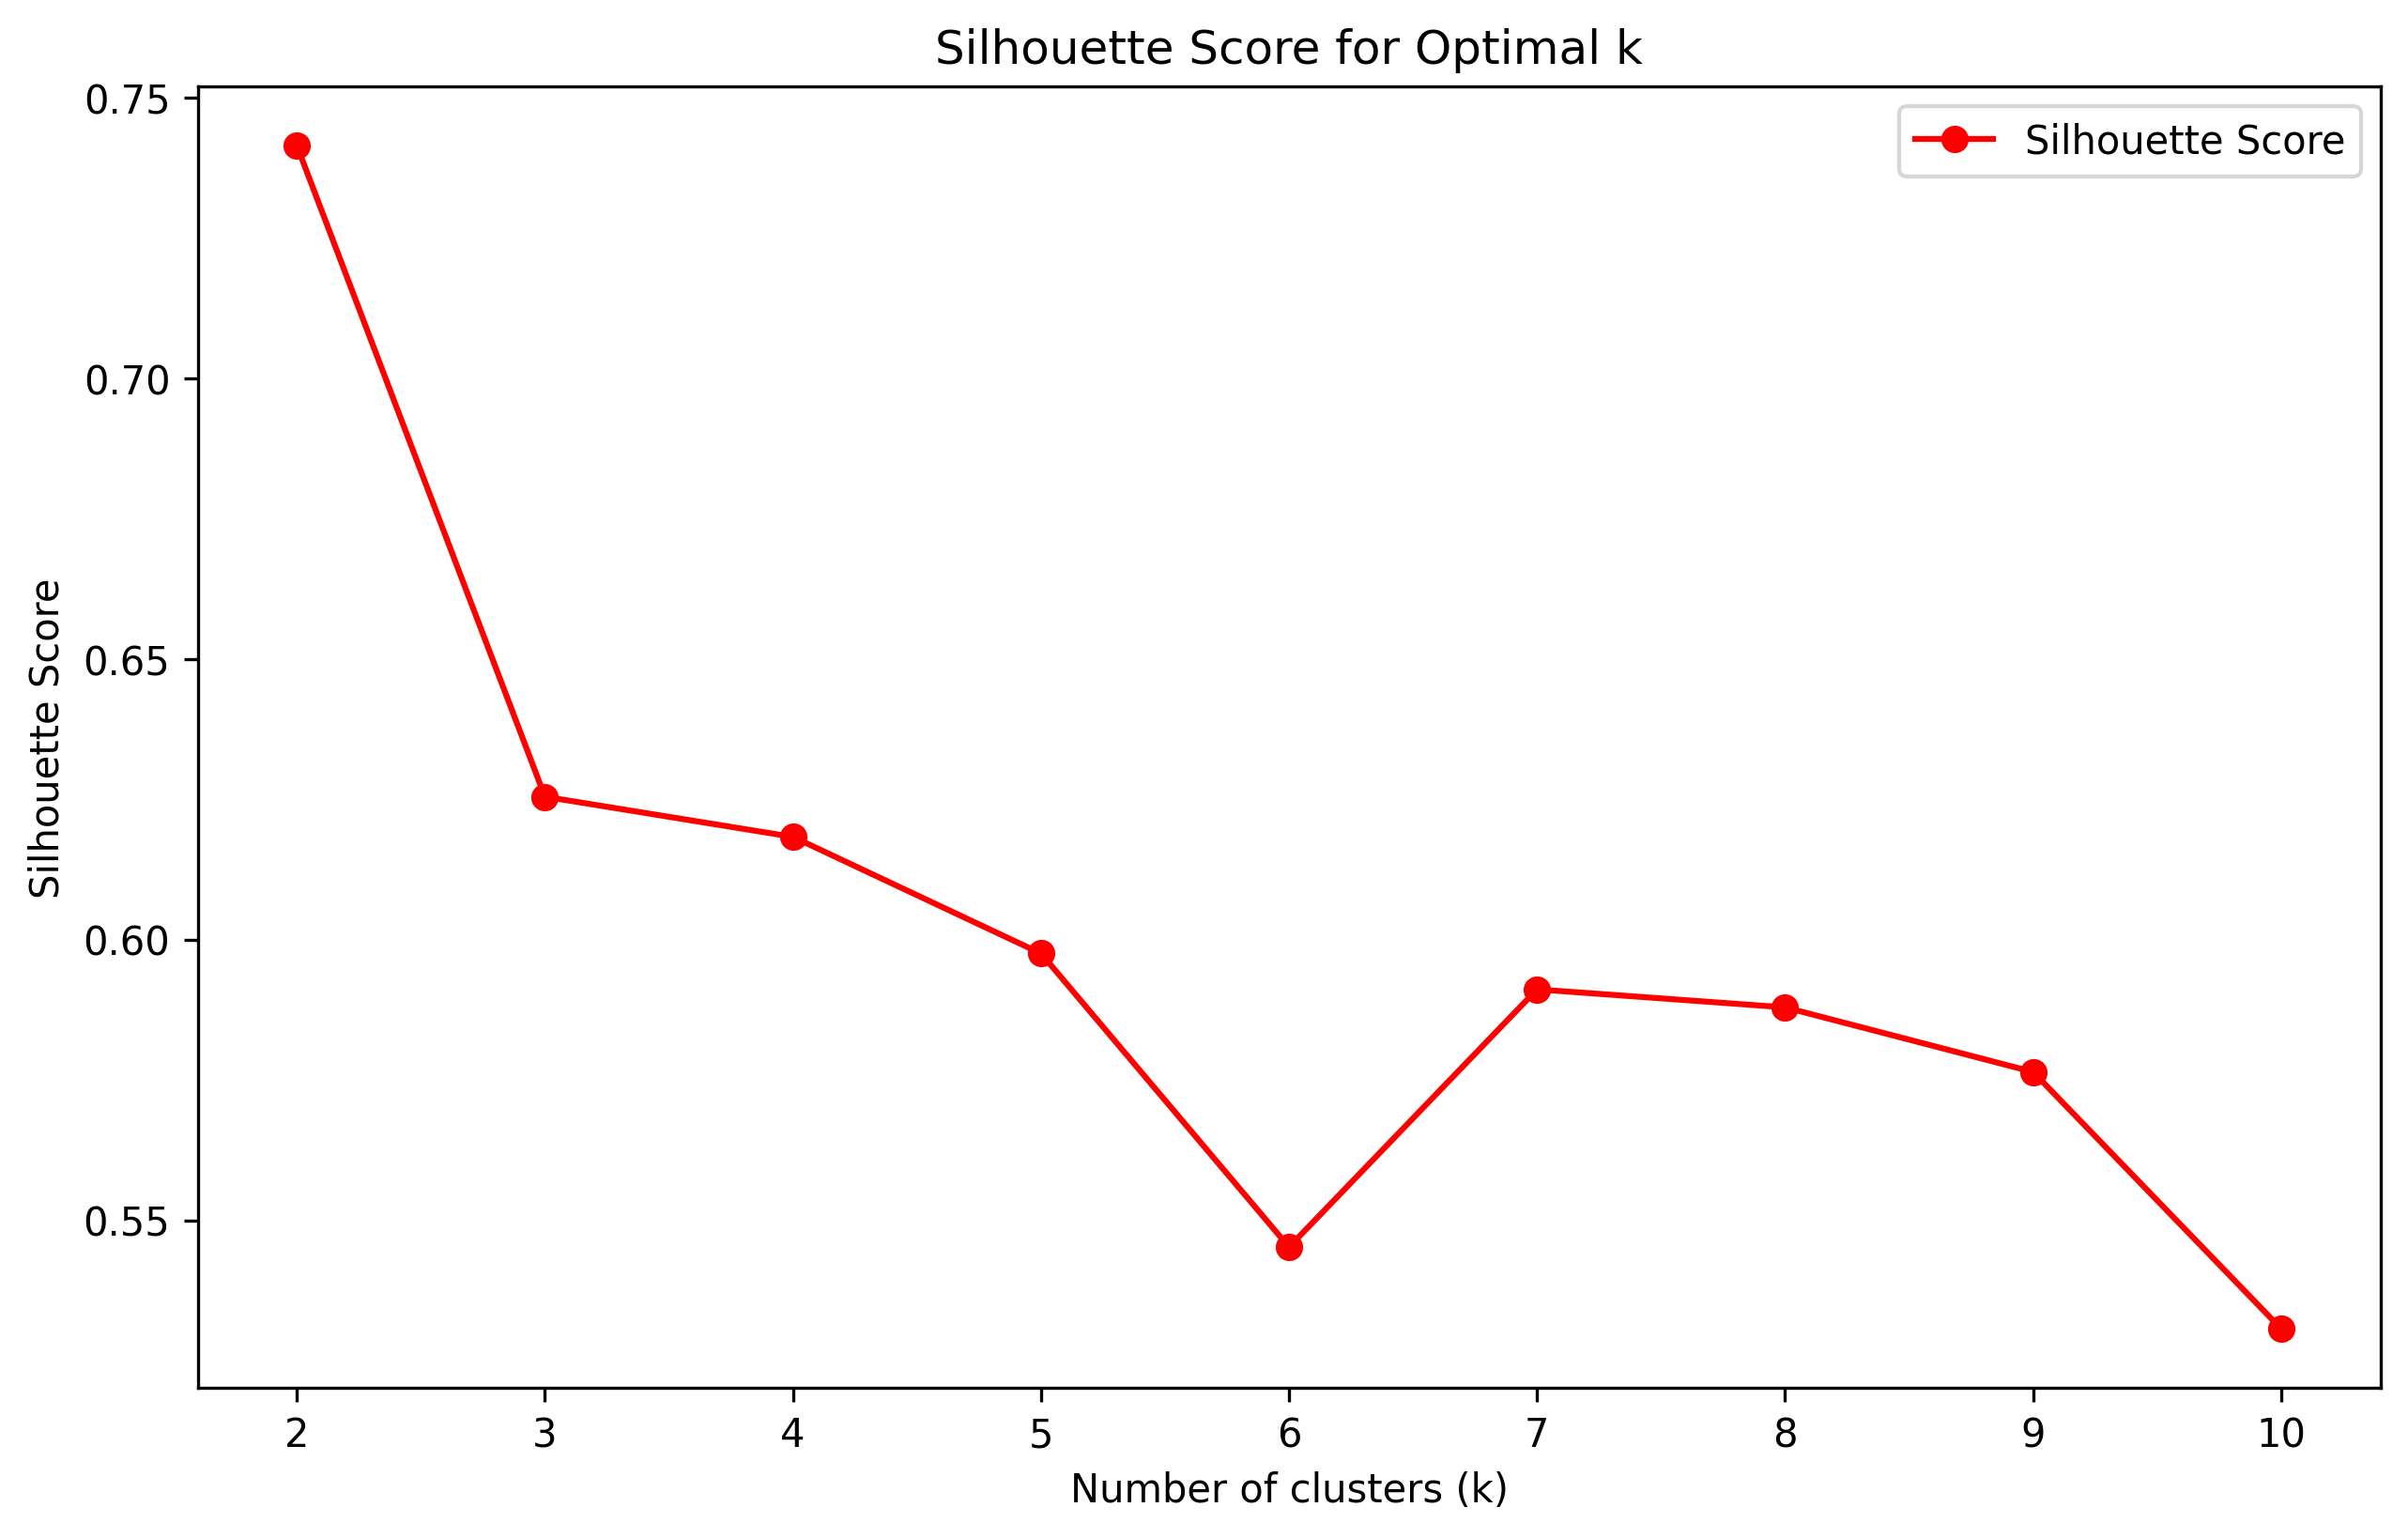 Silhouette Score for Optimal k
Silhouette Score
0.75
0.70
0.65
0.60
0.55
Silhouette Score
2 3 4 5 6 7 8 9 10
Number of clusters (k)